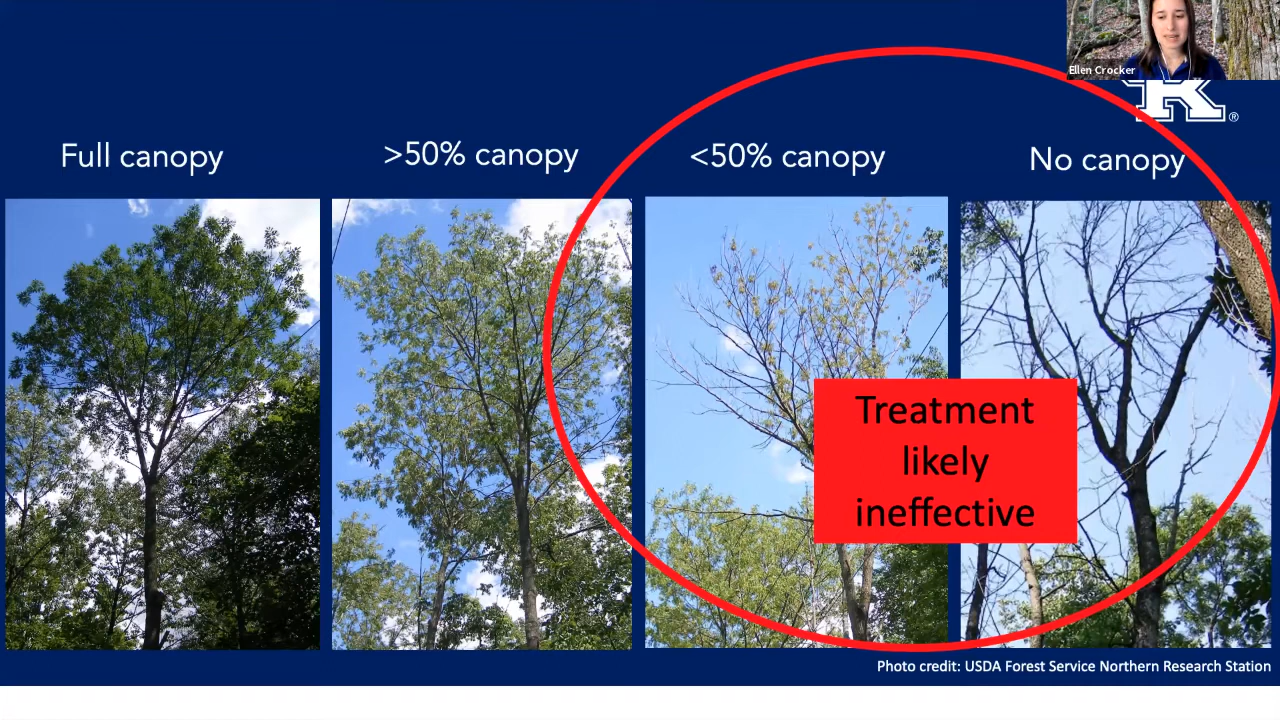 Ellen Crocker
K®
Full canopy
>50% canopy
<50% canopy
No canopy
Treatment
likely
ineffective
Photo credit: USDA Forest Service Northern Research Station